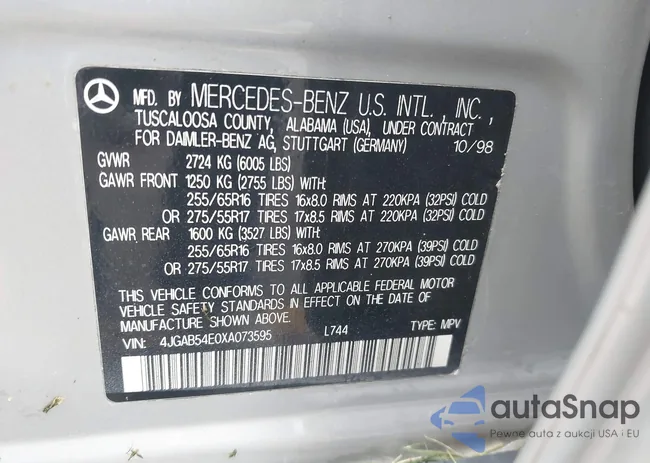 MFD. BY MERCEDES-BENZ U.S. INTL., INC.,
TUSCALOOSA COUNTY, ALABAMA (USA), UNDER CONTRACT
FOR DAIMLER-BENZ AG, STUTTGART (GERMANY) 10/98
GVWR 2724 KG (6005 LBS)
GAWR FRONT 1250 KG (2755 LBS) WITH:
255/65R16 TIRES 16x8.0 RIMS AT 220KPA (32PSI) COLD
OR 275/55R17 TIRES 17x8.5 RIMS AT 220KPA (32PSI) COLD
GAWR REAR 1600 KG (3527 LBS) WITH:
255/65R16 TIRES 16x8.0 RIMS AT 270KPA (39PSI) COLD
OR 275/55R17 TIRES 17x8.5 RIMS AT 270KPA (39PSI) COLD
THIS VEHICLE CONFORMS TO ALL APPLICABLE FEDERAL MOTOR
VEHICLE SAFETY STANDARDS IN EFFECT ON THE DATE OF
MANUFACTURE SHOWN ABOVE.
VIN: 4JGAB54E0XA073595 L744 TYPE: MPV
autaSnap
Pewne auta z aukcji USA i EU